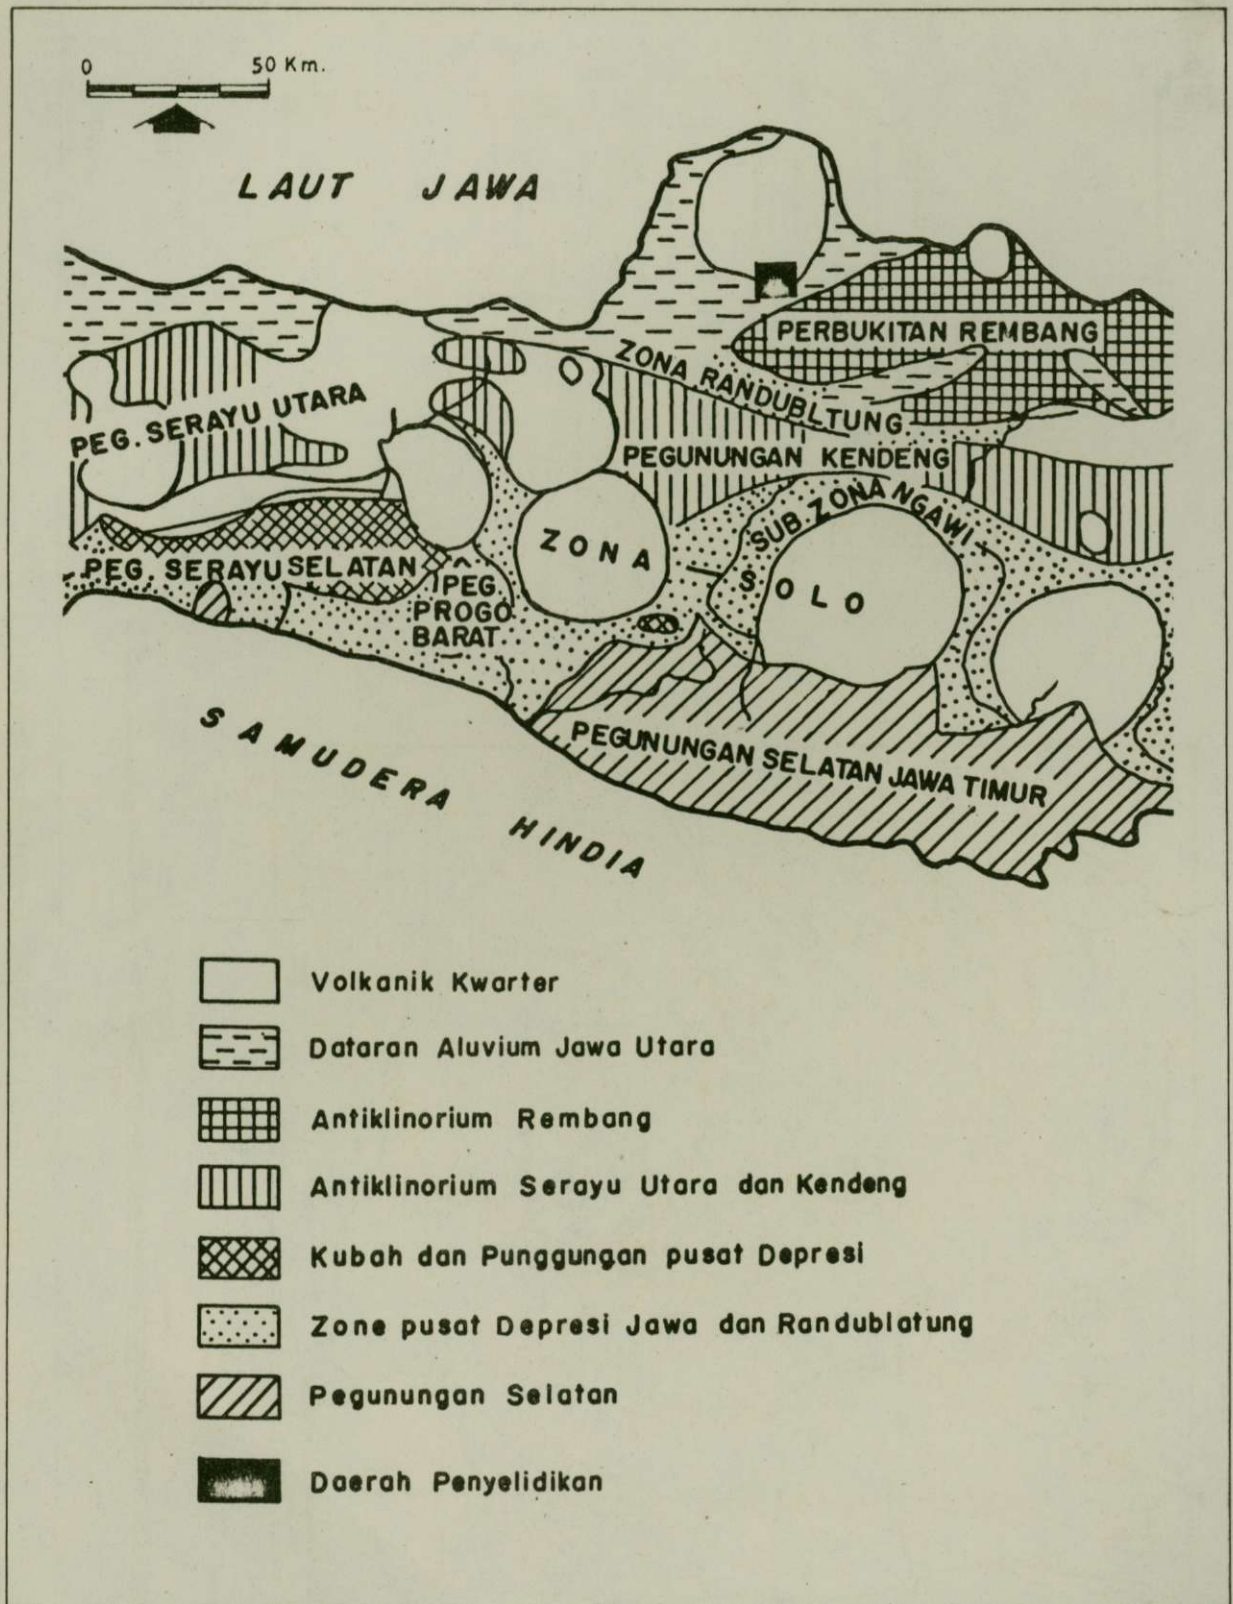 0 50 Km.
LAUT JAWA
PERBUKITAN REMBANG
ZONA RANDUBLTUNG
PEG. SERAYU UTARA
PEGUNUNGAN KENDENG
SUB ZONA NGAWI
ZONA
SOLO
PEG. SERAYU SELATAN
PEG
PROGO
BARAT
PEGUNUNGAN SELATAN JAWA TIMUR
SAMUDERA HINDIA
Volkanik Kwarter
Dataran Aluvium Jawa Utara
Antiklinorium Rembang
Antiklinorium Serayu Utara dan Kendeng
Kubah dan Punggungan pusat Depresi
Zone pusat Depresi Jawa dan Randublatung
Pegunungan Selatan
Daerah Penyelidikan